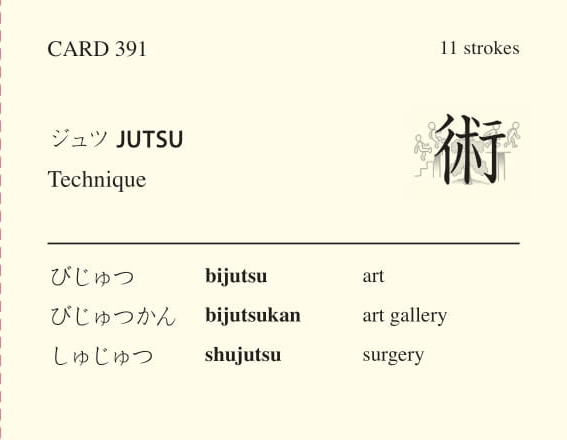 CARD 391 11 strokes
ジュツ JUTSU 術
Technique
びじゅつ bijutsu art
びじゅつかん bijutsukan art gallery
しゅじゅつ shujutsu surgery